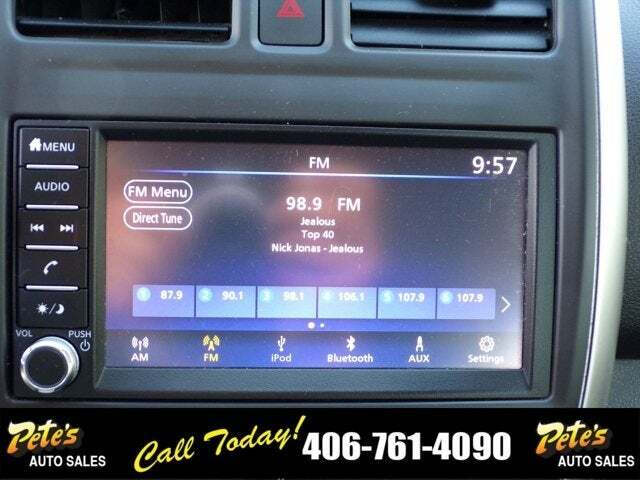 MENU
AUDIO
VOL
PUSH
FM
9:57
FM Menu
Direct Tune
98.9 FM
Jealous
Top 40
Nick Jonas - Jealous
1 87.9
2 90.1
3 98.1
4 106.1
5 107.9
6 107.9
AM
FM
iPod
Bluetooth
AUX
Settings
Pete's
AUTO SALES
Call Today!
406-761-4090
Pete's
AUTO SALES